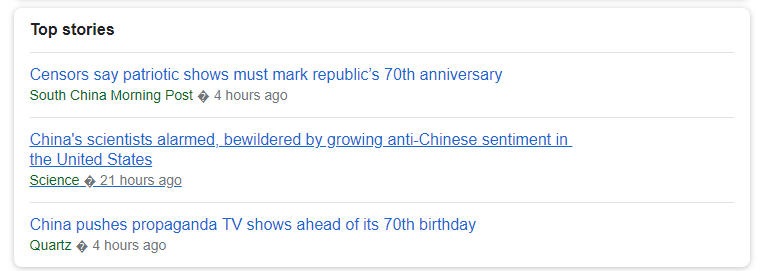 Top stories
Censors say patriotic shows must mark republic’s 70th anniversary
South China Morning Post � 4 hours ago
China's scientists alarmed, bewildered by growing anti-Chinese sentiment in
the United States
Science � 21 hours ago
China pushes propaganda TV shows ahead of its 70th birthday
Quartz � 4 hours ago